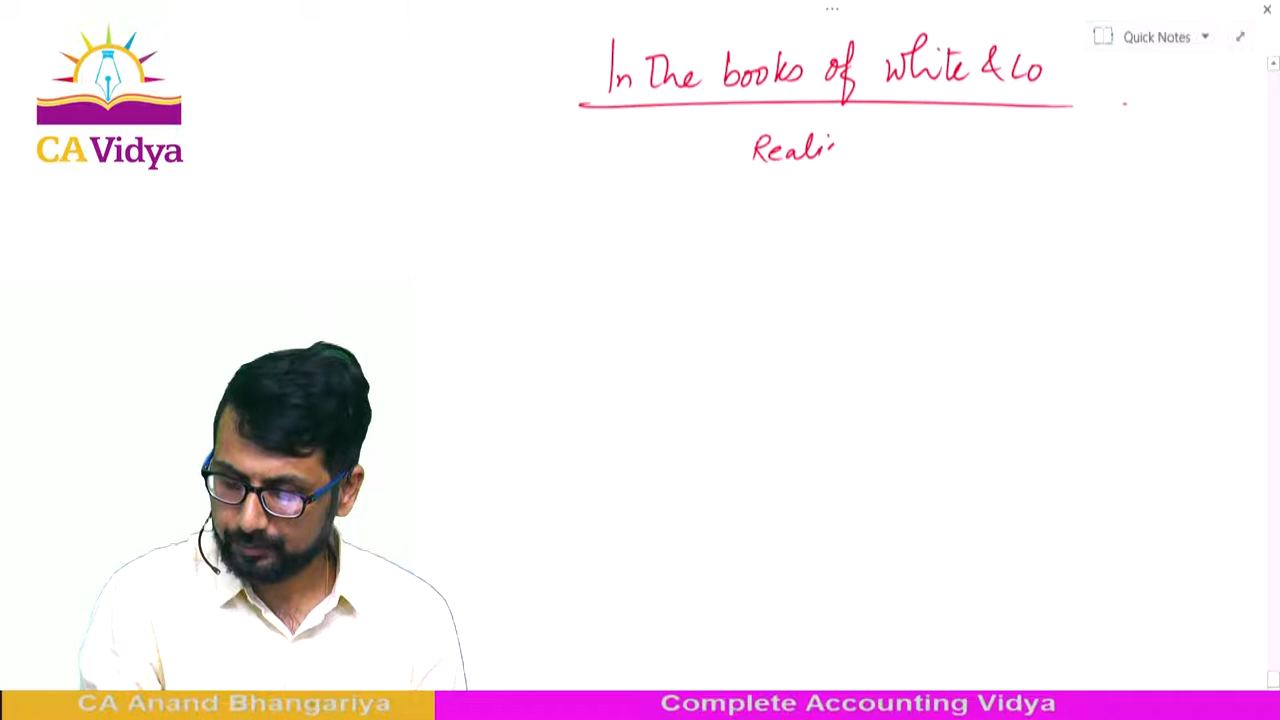 ...
Quick Notes
In The books of White & Co
Reali
CA Vidya
CA Anand Bhangariya
Complete Accounting Vidya